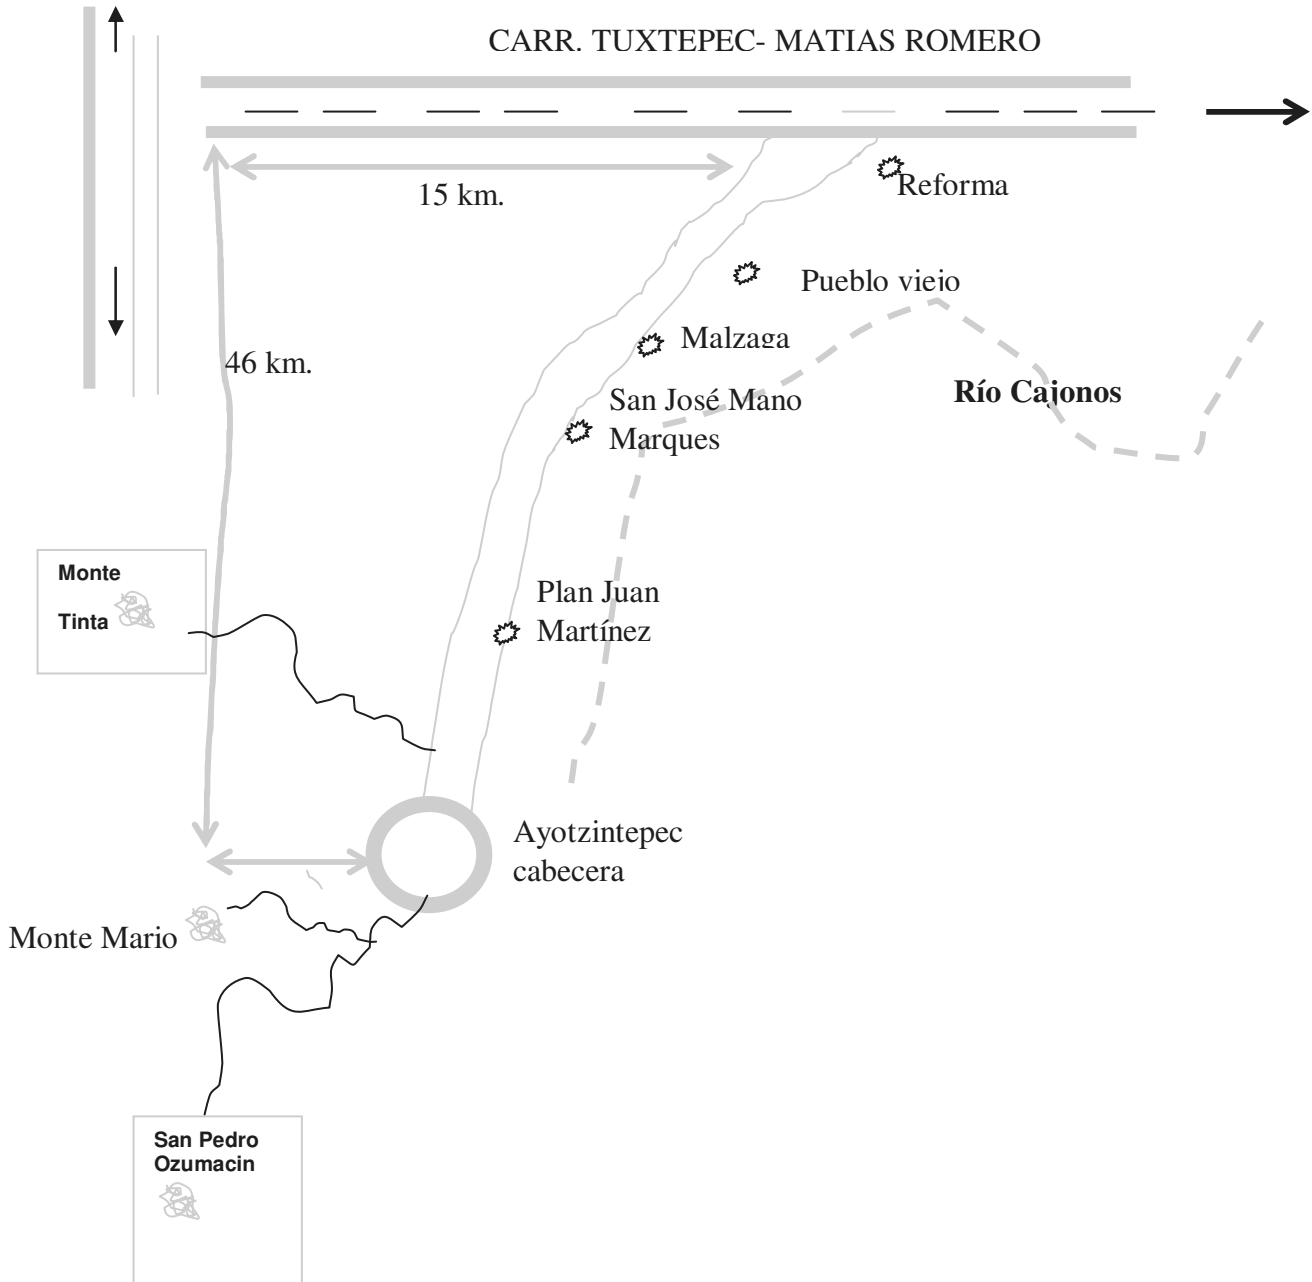 CARR. TUXTEPEC- MATIAS ROMERO
15 km.
Reforma
Pueblo viejo
Malzaga
46 km.
San José Mano
Marques
Río Cajonos
Monte
Tinta
Plan Juan
Martínez
Ayotzintepec
cabecera
Monte Mario
San Pedro
Ozumacin